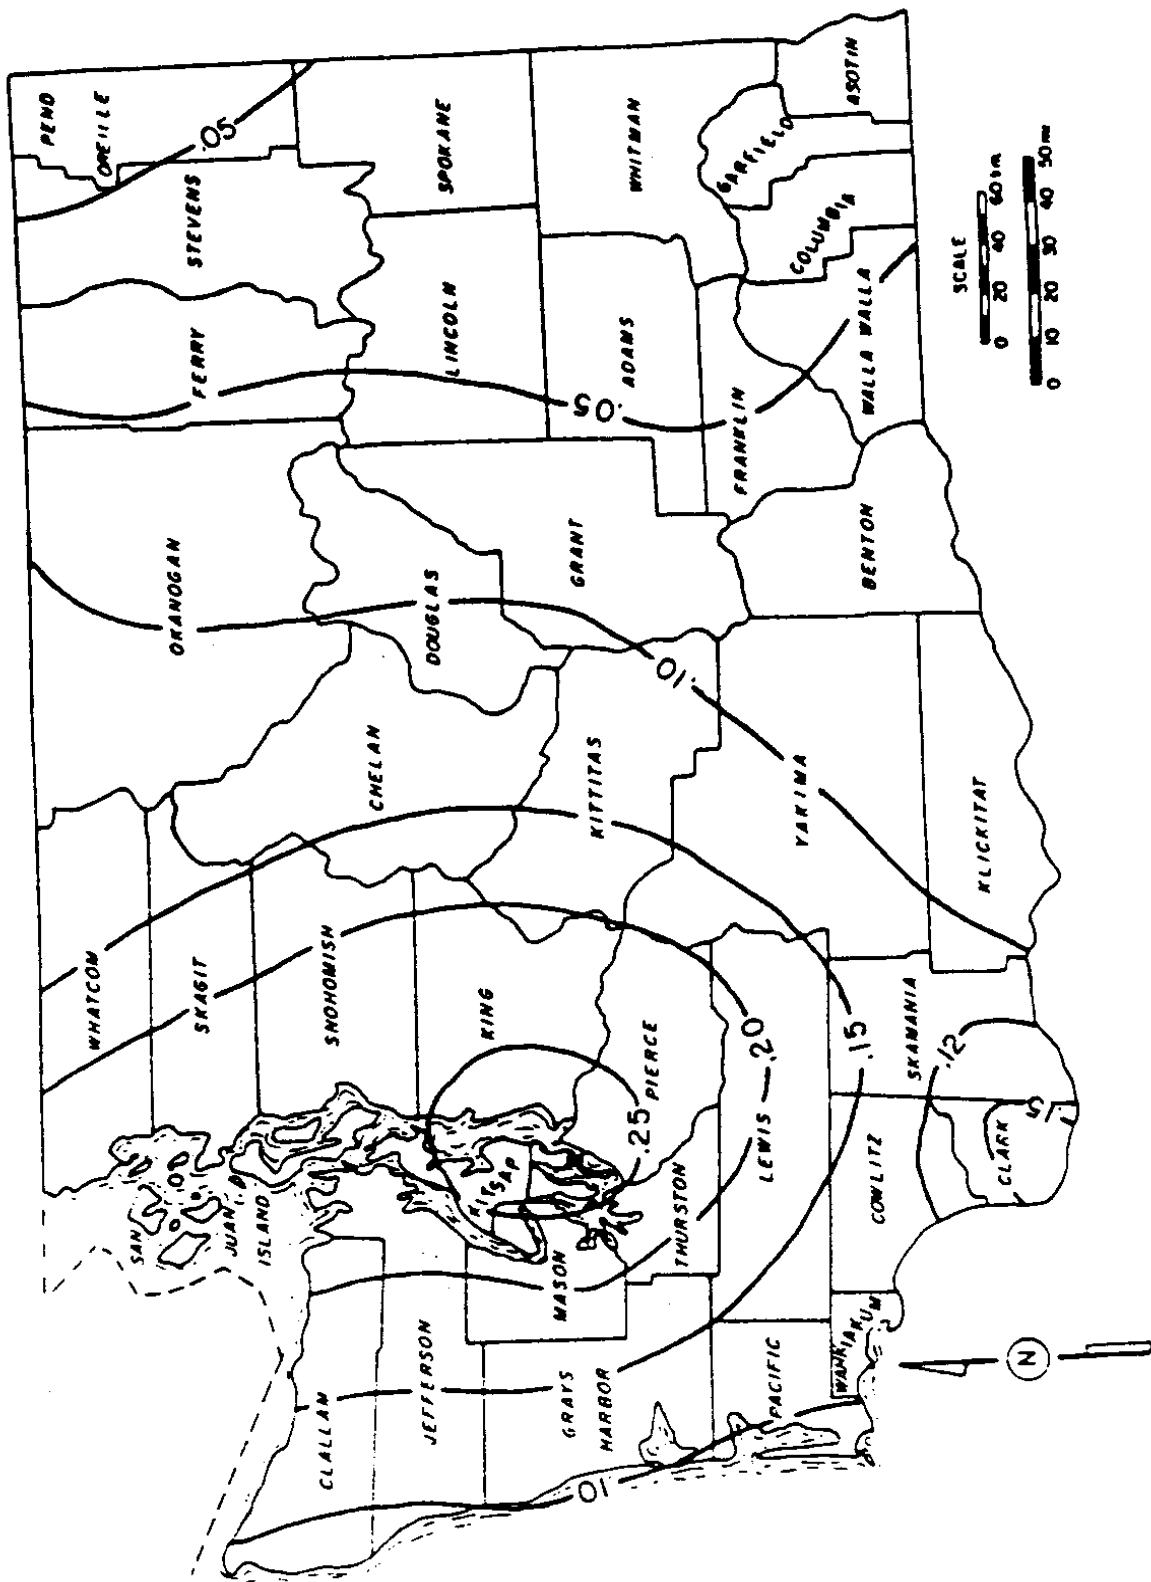 CLALLAN
JEFFERSON
GRAYS
HARBOR
PACIFIC
WAHKIAKUM
MASON
THURSTON
LEWIS
COWLITZ
CLARK
SAN
JUAN
ISLAND
KITSAP
WHATCOM
SKAGIT
SNOHOMISH
KING
PIERCE
SKAMANIA
OKANOGAN
CHELAN
DOUGLAS
KITTITAS
GRANT
YAKIMA
KLICKITAT
BENTON
FERRY
STEVENS
PEND
OREILLE
LINCOLN
SPOKANE
ADAMS
WHITMAN
FRANKLIN
WALLA WALLA
COLUMBIA
GARFIELD
ASOTIN
.10
.25
.20
.15
.12
.10
.05
.05
N
SCALE
0 20 40 60 km
0 10 20 30 40 50 mi